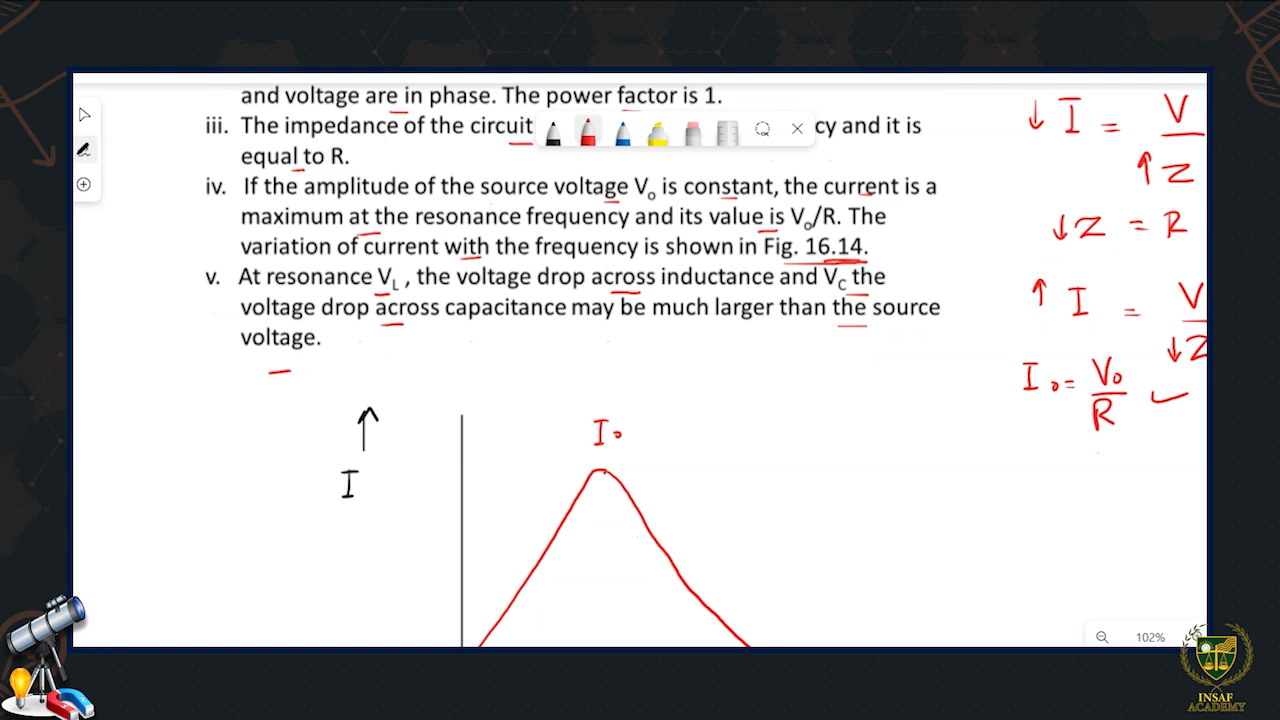 and voltage are in phase. The power factor is 1.
iii. The impedance of the circuit cy and it is
equal to R.
iv. If the amplitude of the source voltage Vₒ is constant, the current is a
maximum at the resonance frequency and its value is Vₒ/R. The
variation of current with the frequency is shown in Fig. 16.14.
v. At resonance V_L , the voltage drop across inductance and V_C the
voltage drop across capacitance may be much larger than the source
voltage.
↓ I = V
↑ Z
↓Z = R
↑ I = V
↓Z
I₀ = V₀
R ✓
↑
I
I₀
102%
INSAF
ACADEMY